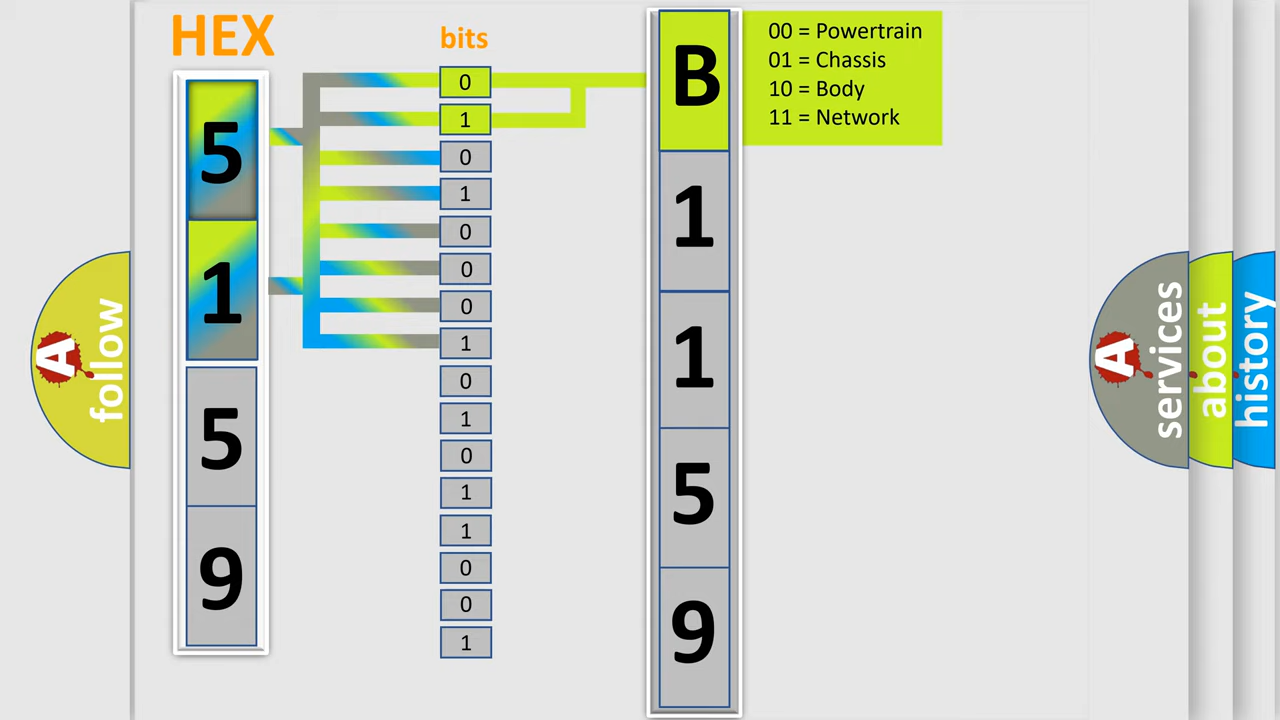 HEX
bits
5
1
5
9
0
1
0
1
0
0
0
1
0
1
0
1
1
0
0
1
B
1
1
5
9
00 = Powertrain
01 = Chassis
10 = Body
11 = Network
A
follow
A
services
about
history